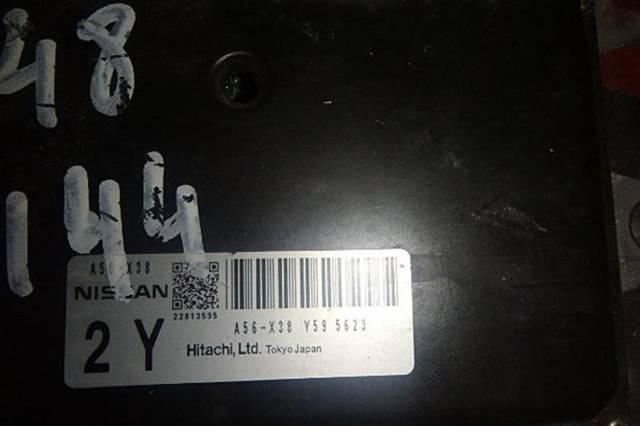 48
144
A56-X38
NISSAN
22813595
A56-X38 Y59 5623
2 Y
Hitachi, Ltd. Tokyo Japan